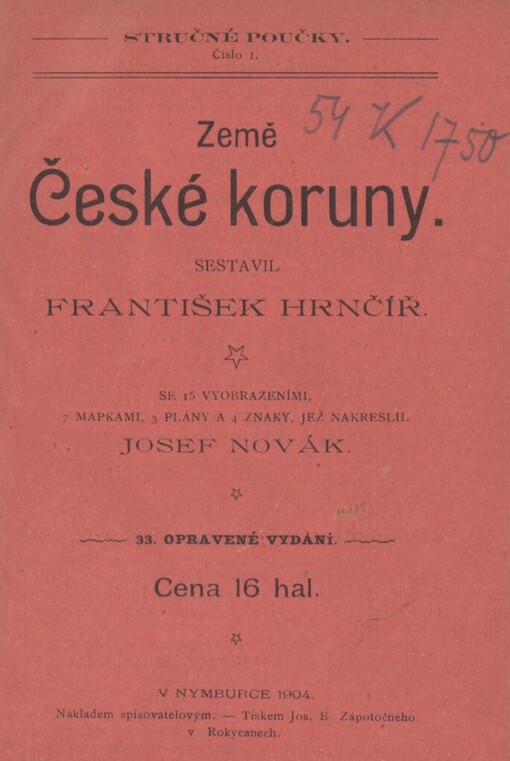 STRUČNÉ POUČKY.
Číslo 1.
54 K 1750
Země
České koruny.
SESTAVIL
FRANTIŠEK HRNČÍŘ.
SE 15 VYOBRAZENÍMI,
7 MAPKAMI, 3 PLÁNY A 4 ZNAKY, JEŽ NAKRESLIL
JOSEF NOVÁK.
33. OPRAVENÉ VYDÁNÍ.
Cena 16 hal.
V NYMBURCE 1904.
Nákladem spisovatelovým. — Tiskem Jos. B. Zápotočného
v Rokycanech.